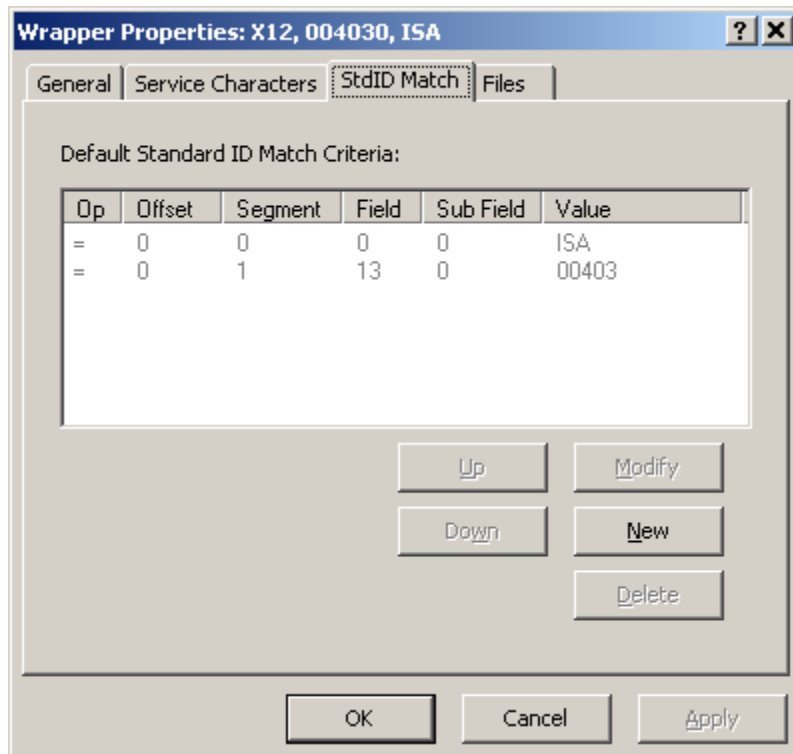 Wrapper Properties: X12, 004030, ISA
General Service Characters StdID Match Files
Default Standard ID Match Criteria:
Op Offset Segment Field Sub Field Value
= 0 0 0 0 ISA
= 0 1 13 0 00403
Up Modify
Down New
Delete
OK Cancel Apply